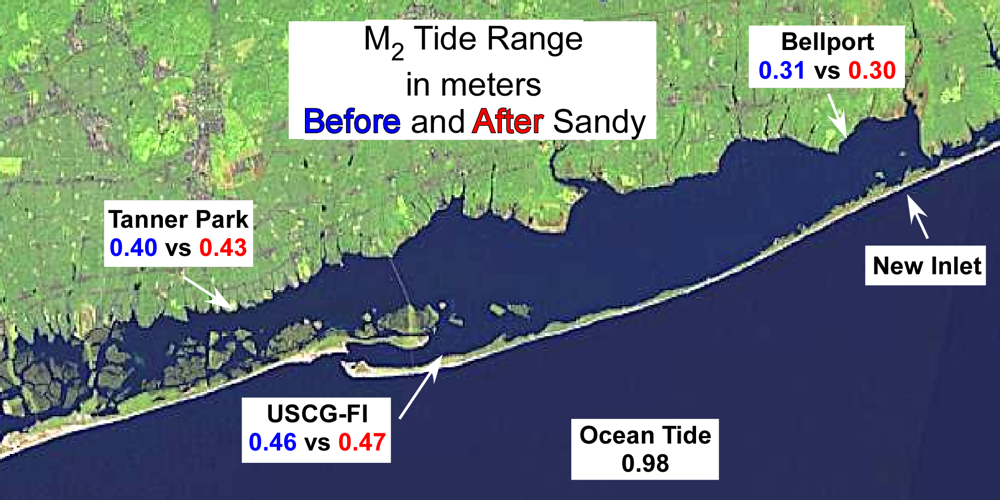 M₂ Tide Range
in meters
Before and After Sandy
Bellport
0.31 vs 0.30
Tanner Park
0.40 vs 0.43
New Inlet
USCG-FI
0.46 vs 0.47
Ocean Tide
0.98